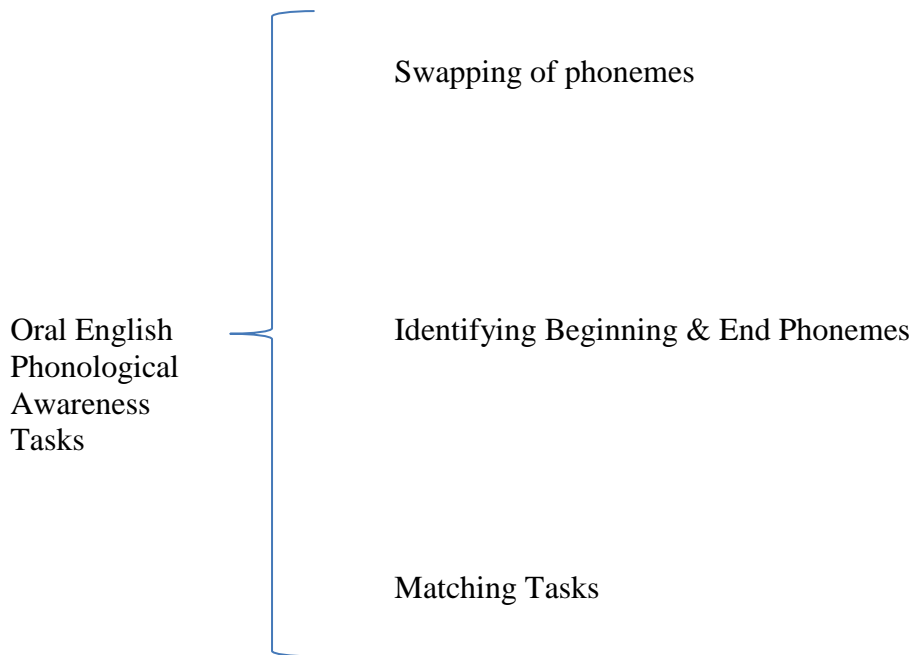 Swapping of phonemes
Oral English
Phonological
Awareness
Tasks
Identifying Beginning & End Phonemes
Matching Tasks